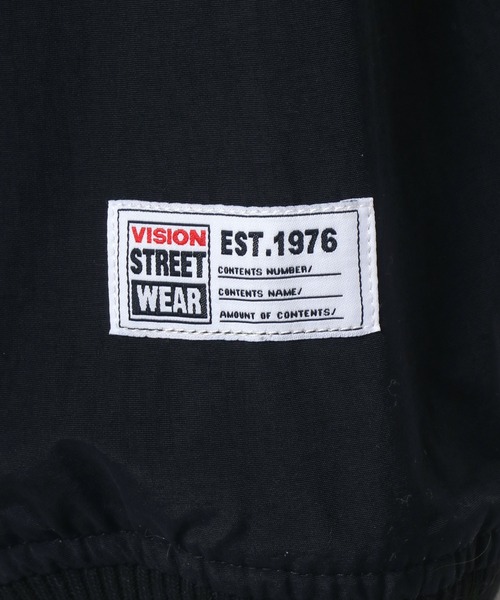 VISION
STREET
WEAR
EST.1976
CONTENTS NUMBER/
CONTENTS NAME/
AMOUNT OF CONTENTS/